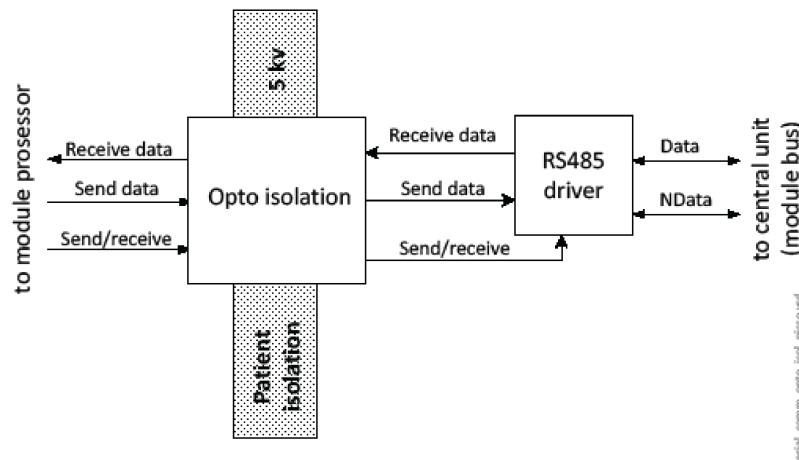 5 kv
to module prosessor
Receive data
Send data
Send/receive
Opto isolation
Receive data
Send data
Send/receive
RS485
driver
Data
NData
to central unit
(module bus)
Patient
isolation